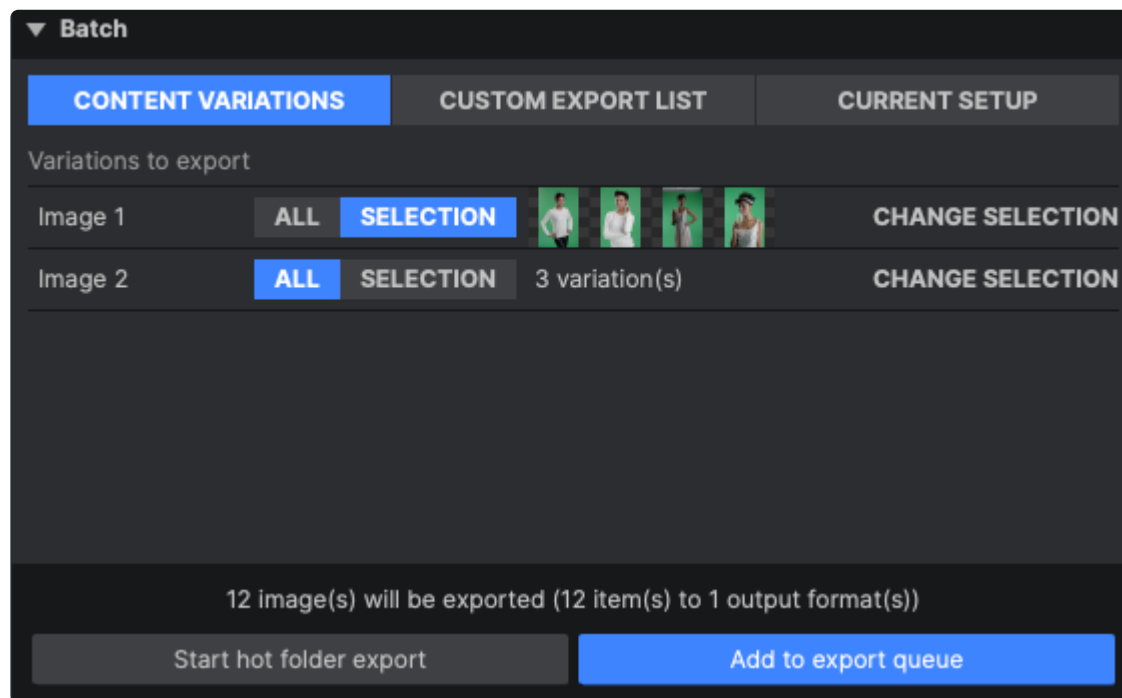 Batch
CONTENT VARIATIONS CUSTOM EXPORT LIST CURRENT SETUP
Variations to export
Image 1 ALL SELECTION CHANGE SELECTION
Image 2 ALL SELECTION 3 variation(s) CHANGE SELECTION
12 image(s) will be exported (12 item(s) to 1 output format(s))
Start hot folder export Add to export queue